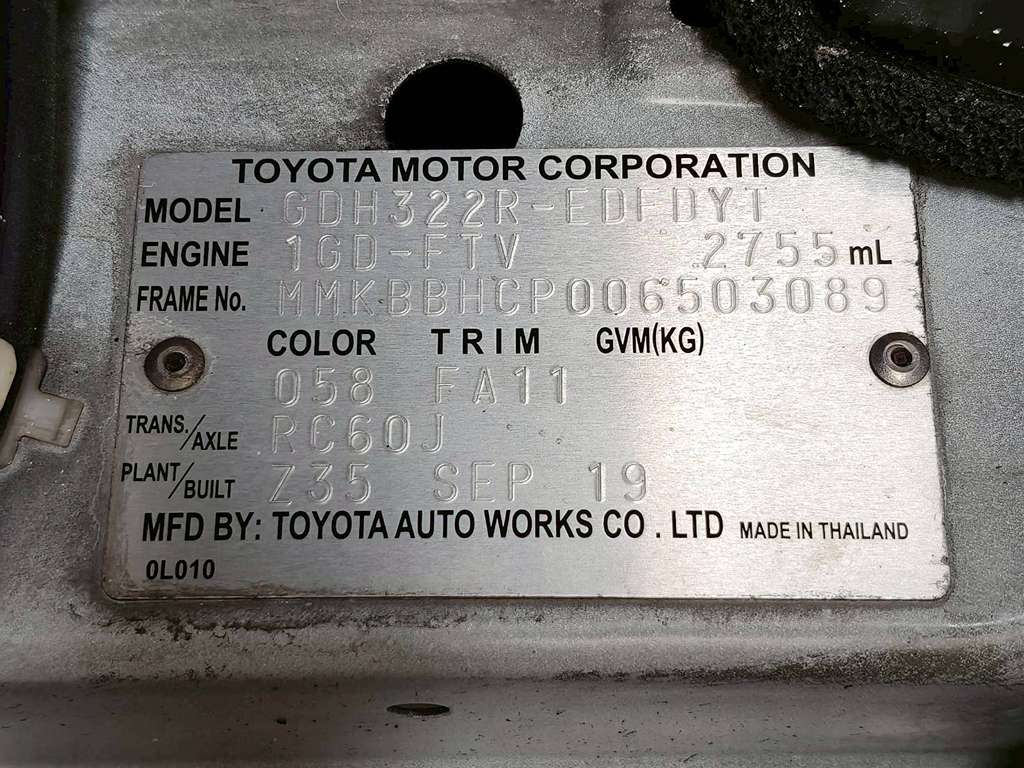 TOYOTA MOTOR CORPORATION
MODEL GDH322R-EDFDYT
ENGINE 1GD-FTV 2755 mL
FRAME No. MMKBBHCP006503089
COLOR TRIM GVM(KG)
058 FA11
TRANS./AXLE RC60J
PLANT/BUILT Z35 SEP 19
MFD BY: TOYOTA AUTO WORKS CO . LTD MADE IN THAILAND
0L010